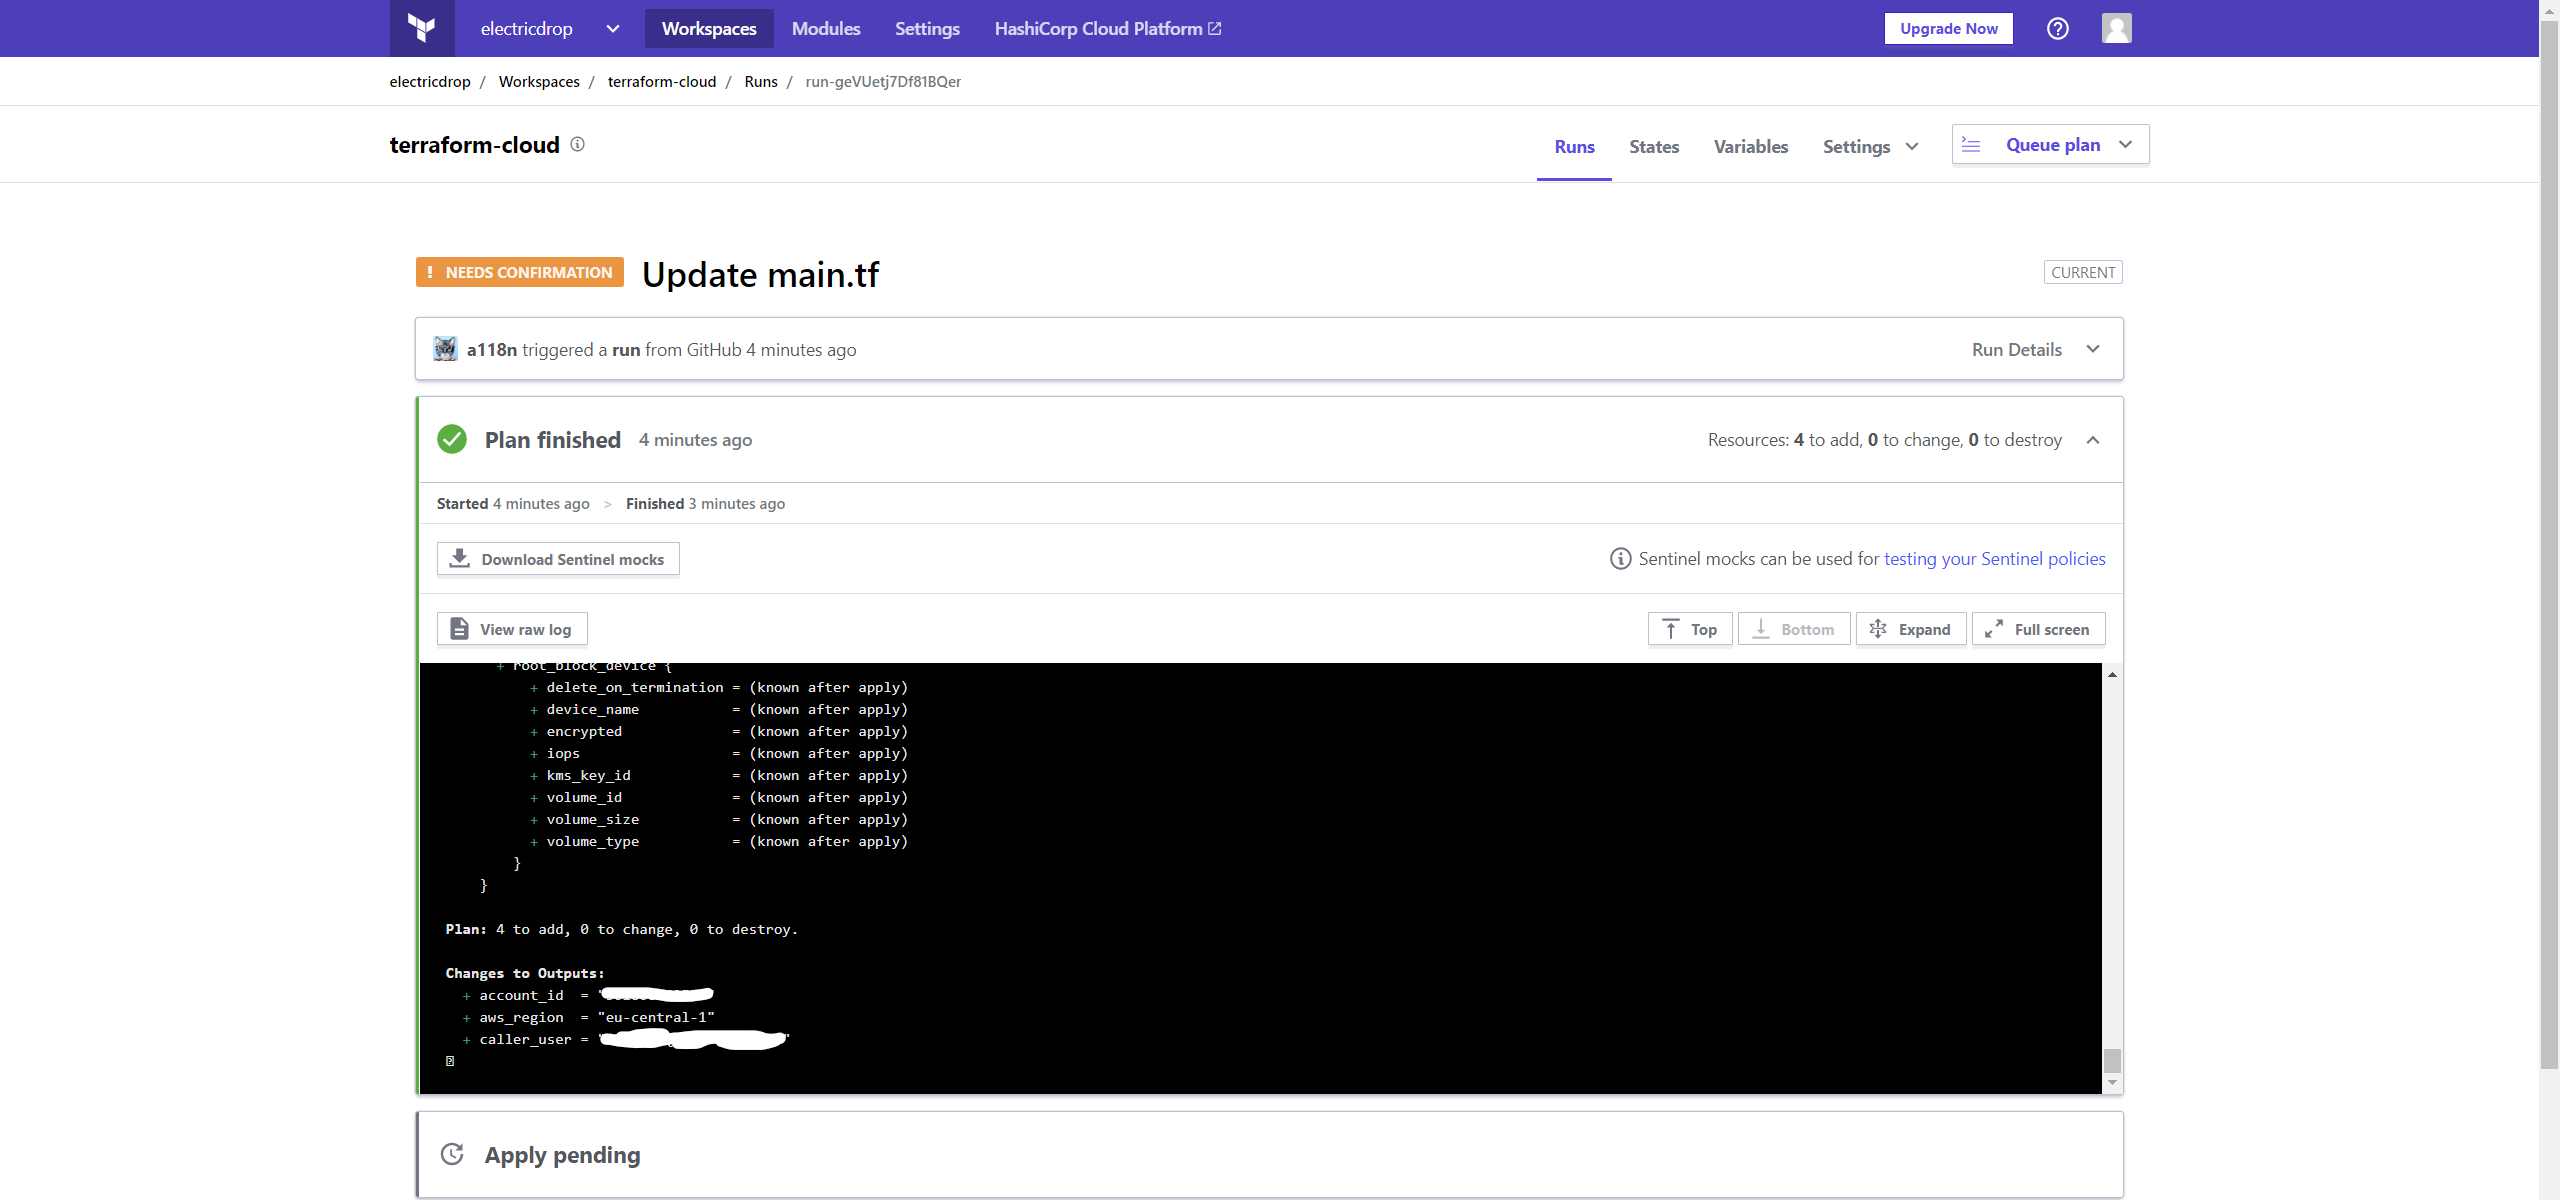 electricdrop Workspaces Modules Settings HashiCorp Cloud Platform Upgrade Now
electricdrop / Workspaces / terraform-cloud / Runs / run-geVUetj7Df81BQer
terraform-cloud Runs States Variables Settings Queue plan
! NEEDS CONFIRMATION Update main.tf CURRENT
a118n triggered a run from GitHub 4 minutes ago Run Details
Plan finished 4 minutes ago Resources: 4 to add, 0 to change, 0 to destroy
Started 4 minutes ago > Finished 3 minutes ago
Download Sentinel mocks Sentinel mocks can be used for testing your Sentinel policies
View raw log Top Bottom Expand Full screen
+ root_block_device {
+ delete_on_termination = (known after apply)
+ device_name = (known after apply)
+ encrypted = (known after apply)
+ iops = (known after apply)
+ kms_key_id = (known after apply)
+ volume_id = (known after apply)
+ volume_size = (known after apply)
+ volume_type = (known after apply)
}
}
Plan: 4 to add, 0 to change, 0 to destroy.
Changes to Outputs:
+ account_id = "
+ aws_region = "eu-central-1"
+ caller_user = " "
Apply pending